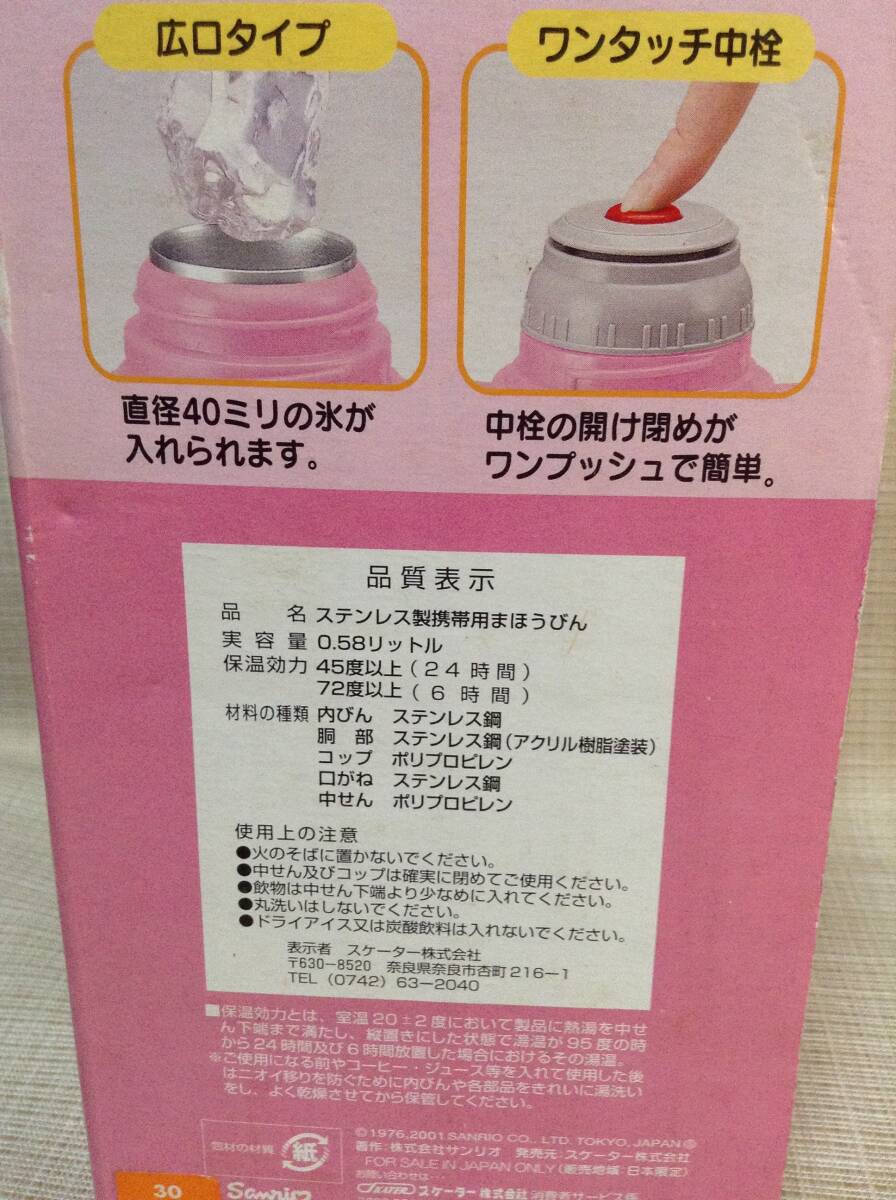 広口タイプ
ワンタッチ中栓
直径40ミリの氷が
入れられます。
中栓の開け閉めが
ワンプッシュで簡単。
品質表示
品名 ステンレス製携帯用まほうびん
実容量 0.58リットル
保温効力 45度以上(24時間)
72度以上(6時間)
材料の種類 内びん ステンレス鋼
胴部 ステンレス鋼(アクリル樹脂塗装)
コップ ポリプロピレン
口がね ステンレス鋼
中せん ポリプロピレン
使用上の注意
●火のそばに置かないでください。
●中せん及びコップは確実に閉めてご使用ください。
●飲物は中せん下端より少なめに入れてください。
●丸洗いはしないでください。
●ドライアイス又は炭酸飲料は入れないでください。
表示者 スケーター株式会社
〒630-8520 奈良県奈良市杏町216-1
TEL (0742) 63-2040
■保温効力とは、室温20±2度において製品に熱湯を中せ
ん下端まで満たし、縦置きにした状態で湯温が95度の時
から24時間及び6時間放置した場合におけるその湯温。
※ご使用になる前やコーヒー・ジュース等を入れて使用した後
はニオイ移りを防ぐために内びんや各部品をきれいに湯洗い
をし、よく乾燥させてから保管してください。
包材の材質 紙
©1976,2001 SANRIO CO., LTD. TOKYO, JAPAN Ⓢ
著作:株式会社サンリオ 発売元:スケーター株式会社
FOR SALE IN JAPAN ONLY (販売地域:日本限定)
お問い合わせは…
30
Sanrio
SKATER スケーター株式会社 消費者サービス係